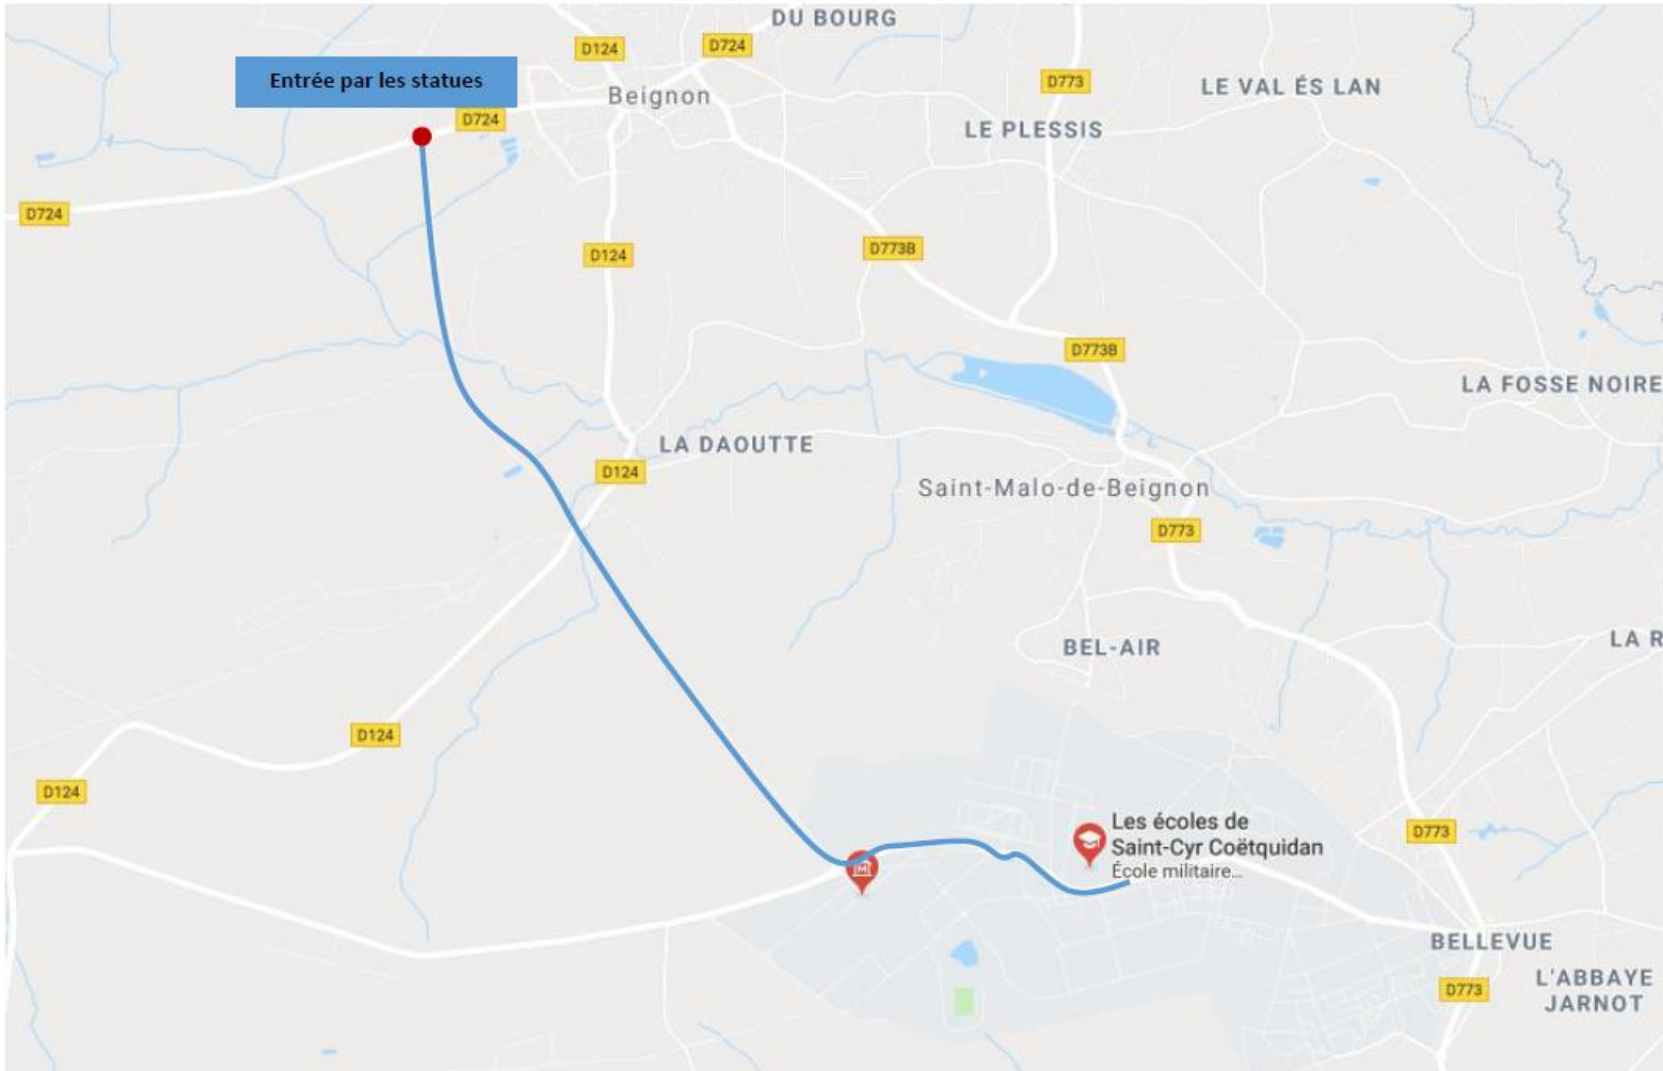 DU BOURG
D124
D724
Entrée par les statues
D773
LE VAL ÉS LAN
Beignon
D724
LE PLESSIS
D724
D773B
D124
D773B
LA FOSSE NOIRE
LA DAOUTTE
D124
Saint-Malo-de-Beignon
D773
BEL-AIR
LA R
D124
D124
Les écoles de
Saint-Cyr Coëtquidan
École militaire...
D773
BELLEVUE
L'ABBAYE
JARNOT
D773